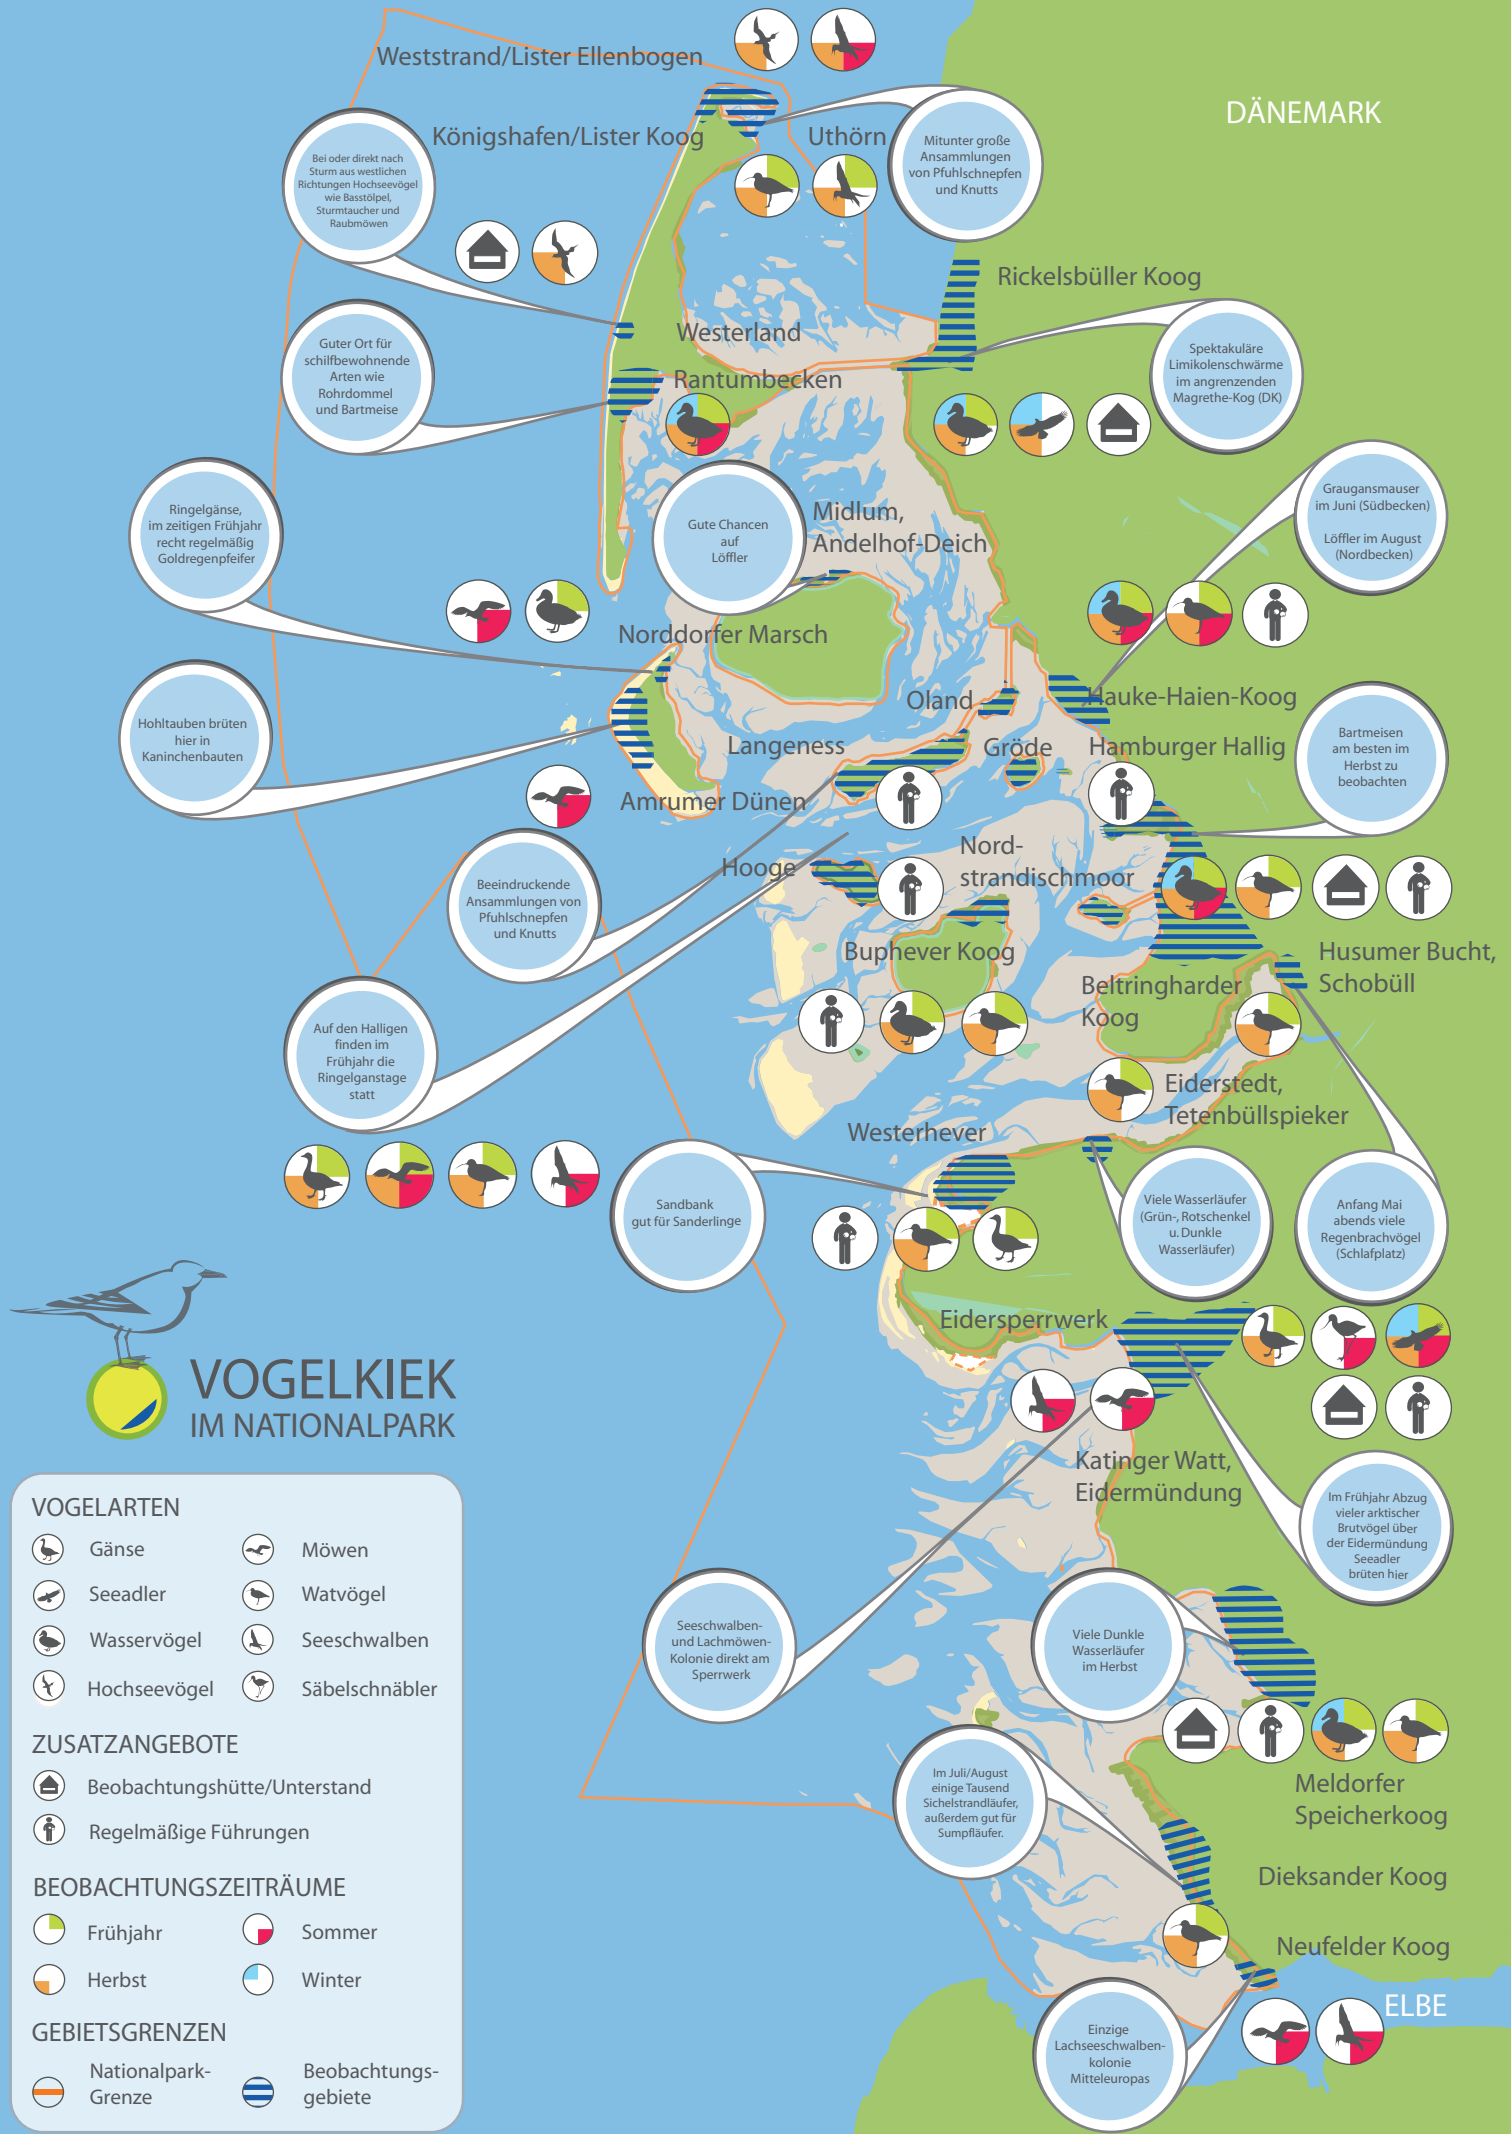 Weststrand/Lister Ellenbogen
DÄNEMARK
Königshafen/Lister Koog
Uthörn
Mitunter große
Ansammlungen
von Pfuhlschnepfen
und Knutts
Bei oder direkt nach
Sturm aus westlichen
Richtungen Hochseevögel
wie Basstölpel,
Sturmtaucher und
Raubmöwen
Rickelsbüller Koog
Westerland
Guter Ort für
schilfbewohnende
Arten wie
Rohrdommel
und Bartmeise
Rantumbecken
Spektakuläre
Limikolenschwärme
im angrenzenden
Magrethe-Kog (DK)
Ringelgänse,
im zeitigen Frühjahr
recht regelmäßig
Goldregenpfeifer
Gute Chancen
auf
Löffler
Midlum,
Andelhof-Deich
Graugansmauser
im Juni (Südbecken)
Löffler im August
(Nordbecken)
Norddorfer Marsch
Oland
Hauke-Haien-Koog
Hohltauben brüten
hier in
Kaninchenbauten
Langeness
Gröde
Hamburger Hallig
Bartmeisen
am besten im
Herbst zu
beobachten
Amrumer Dünen
Hooge
Nord-
strandischmoor
Beeindruckende
Ansammlungen von
Pfuhlschnepfen
und Knutts
Buphever Koog
Beltringharder
Koog
Husumer Bucht,
Schobüll
Auf den Halligen
finden im
Frühjahr die
Ringelganstage
statt
Eiderstedt,
Tetenbüllspieker
Westerhever
Sandbank
gut für Sanderlinge
Viele Wasserläufer
(Grün-, Rotschenkel
u. Dunkle
Wasserläufer)
Anfang Mai
abends viele
Regenbrachvögel
(Schlafplatz)
Eidersperrwerk
VOGELKIEK
IM NATIONALPARK
Katinger Watt,
Eidermündung
Im Frühjahr Abzug
vieler arktischer
Brutvögel über
der Eidermündung
Seeadler
brüten hier
Seeschwalben-
und Lachmöwen-
Kolonie direkt am
Sperrwerk
Viele Dunkle
Wasserläufer
im Herbst
Meldorfer
Speicherkoog
Im Juli/August
einige Tausend
Sichelstrandläufer,
außerdem gut für
Sumpfläufer.
Dieksander Koog
Neufelder Koog
ELBE
Einzige
Lachseeschwalben-
kolonie
Mitteleuropas
VOGELARTEN
Gänse
Möwen
Seeadler
Watvögel
Wasservögel
Seeschwalben
Hochseevögel
Säbelschnäbler
ZUSATZANGEBOTE
Beobachtungshütte/Unterstand
Regelmäßige Führungen
BEOBACHTUNGSZEITRÄUME
Frühjahr
Sommer
Herbst
Winter
GEBIETSGRENZEN
Nationalpark-
Grenze
Beobachtungs-
gebiete